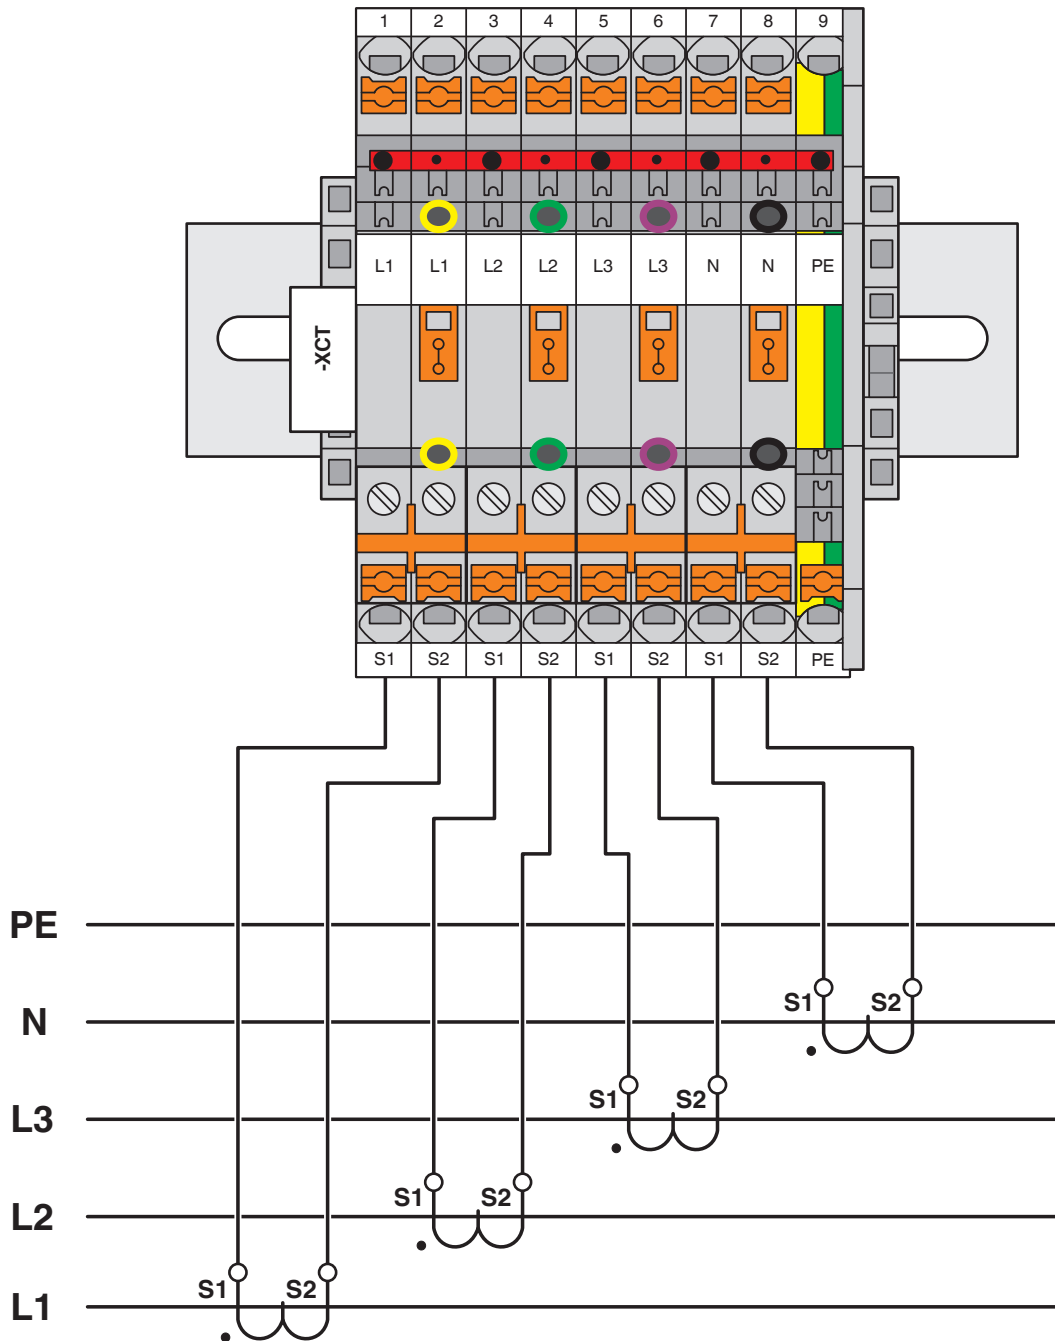 1 2 3 4 5 6 7 8 9
L1 L1 L2 L2 L3 L3 N N PE
-XCT
S1 S2 S1 S2 S1 S2 S1 S2 PE
PE
N S1 S2
L3 S1 S2
L2 S1 S2
L1 S1 S2